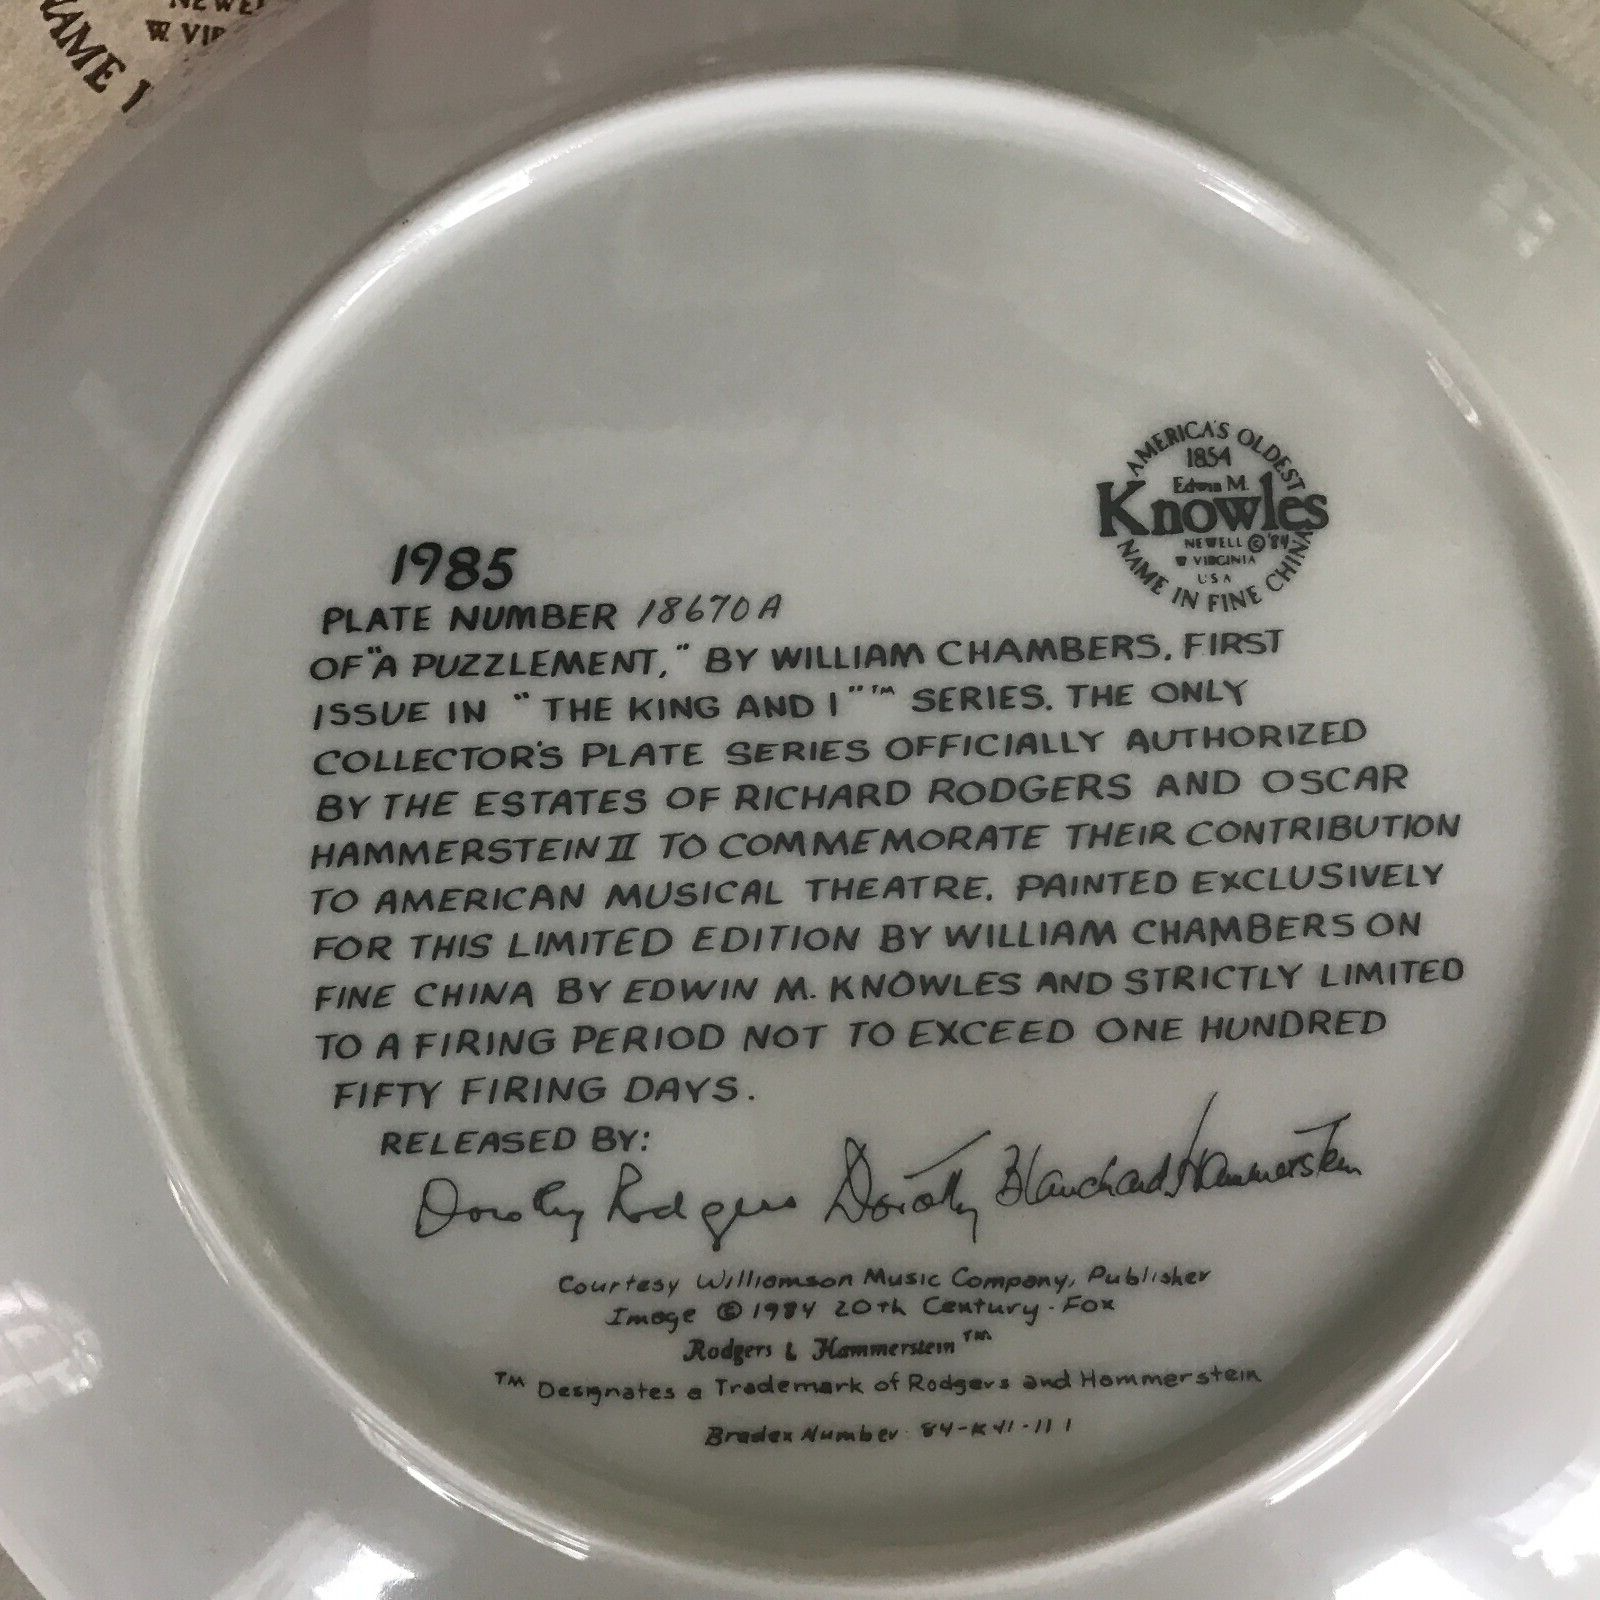 NEWELL
W. VIR
NAME I
AMERICA'S OLDEST
1854
Edwin M.
Knowles
NEWELL © '84
W VIRGINIA
U S A
NAME IN FINE CHINA
1985
PLATE NUMBER 18670A
OF "A PUZZLEMENT," BY WILLIAM CHAMBERS, FIRST
ISSUE IN "THE KING AND I"™ SERIES. THE ONLY
COLLECTOR'S PLATE SERIES OFFICIALLY AUTHORIZED
BY THE ESTATES OF RICHARD RODGERS AND OSCAR
HAMMERSTEIN II TO COMMEMORATE THEIR CONTRIBUTION
TO AMERICAN MUSICAL THEATRE. PAINTED EXCLUSIVELY
FOR THIS LIMITED EDITION BY WILLIAM CHAMBERS ON
FINE CHINA BY EDWIN M. KNOWLES AND STRICTLY LIMITED
TO A FIRING PERIOD NOT TO EXCEED ONE HUNDRED
FIFTY FIRING DAYS.
RELEASED BY:
Dorothy Rodgers Dorothy Blanchard Hammerstein
Courtesy Williamson Music Company, Publisher
Image © 1984 20th Century-Fox
Rodgers & Hammerstein™
™ Designates a Trademark of Rodgers and Hammerstein
Bradex Number: 84-K41-11 1